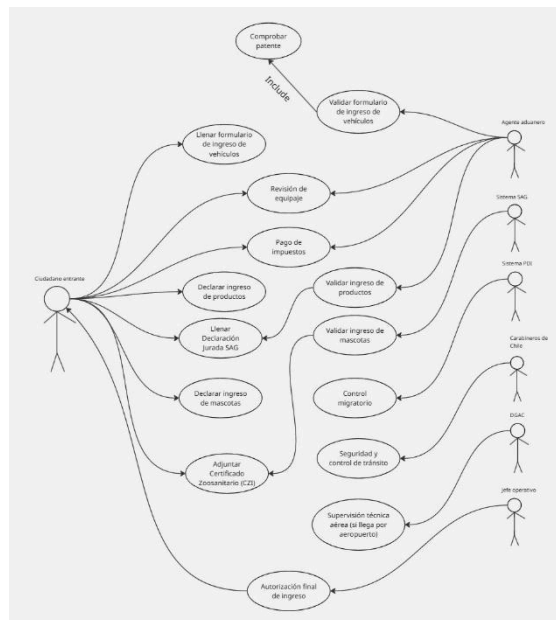 Comprobar
patente
Include
Validar formulario
de ingreso de
vehículos
Agente aduanero
Llenar formulario
de ingreso de
vehículos
Revisión de
equipaje
Sistema SAG
Pago de
impuestos
Sistema PDI
Ciudadano entrante
Declarar ingreso
de productos
Validar ingreso de
productos
Llenar
Declaración
Jurada SAG
Validar ingreso de
mascotas
Carabineros de
Chile
Declarar ingreso
de mascotas
Control
migratorio
DGAC
Adjuntar
Certificado
Zoosanitario (CZI)
Seguridad y
control de tránsito
Jefe operativo
Supervisión técnica
aérea (si llega por
aeropuerto)
Autorización final
de ingreso